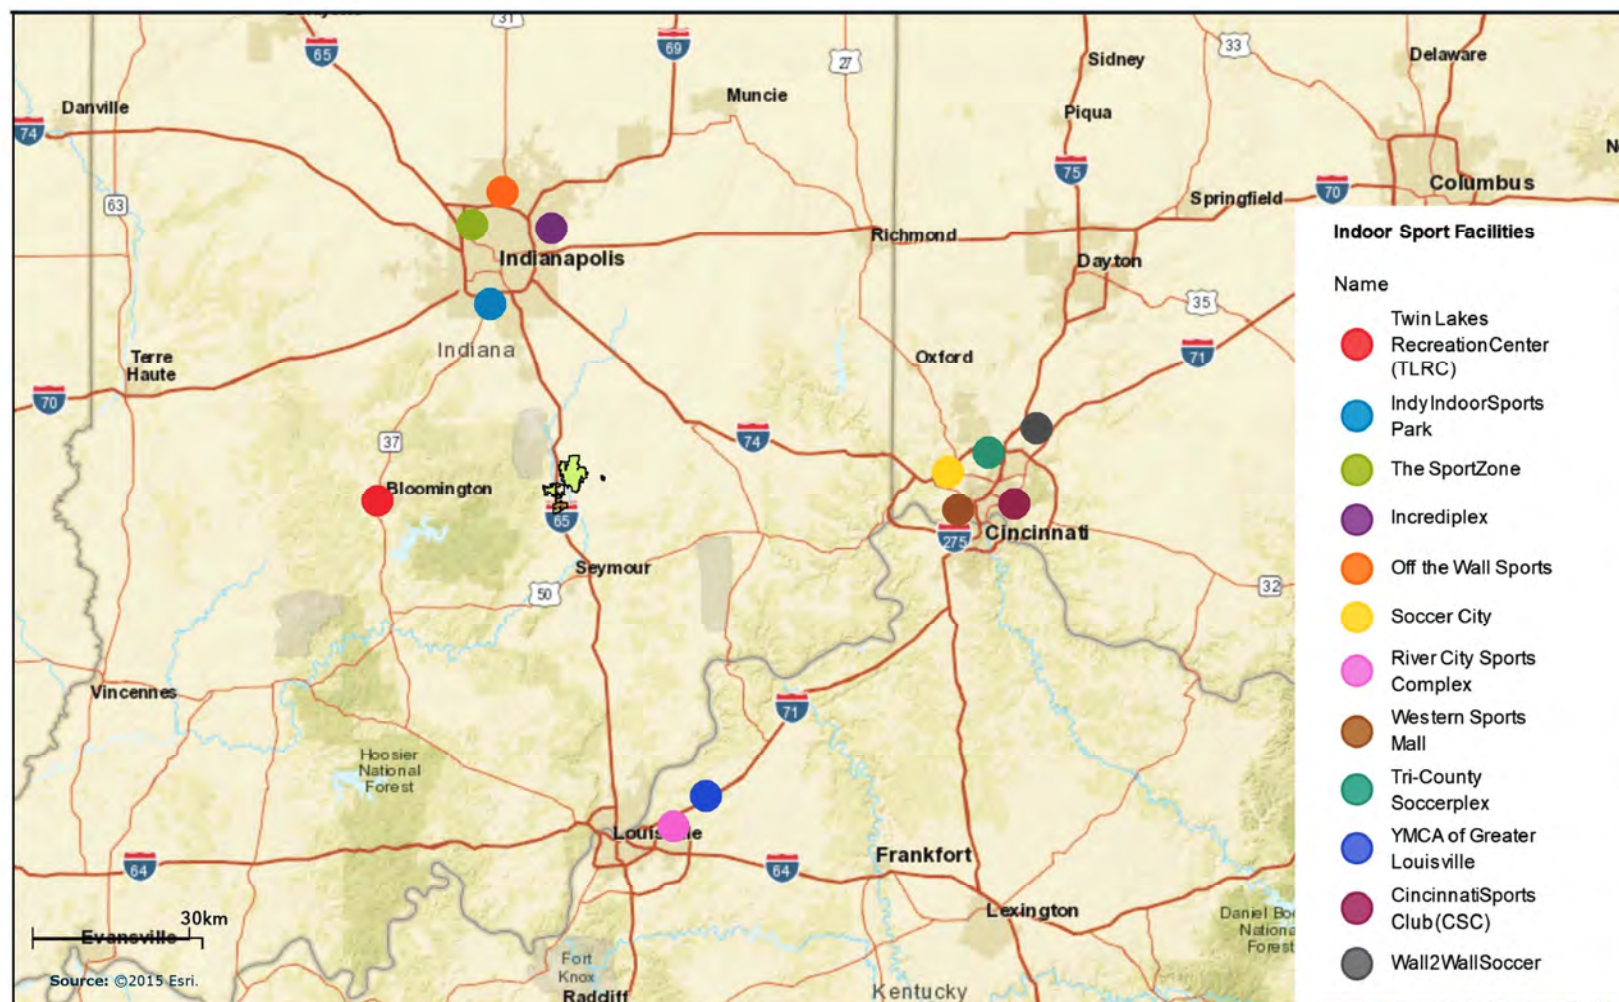 31
65
69
27
33
Sidney
Delaware
Danville
Muncie
Piqua
74
75
63
Springfield
70
Columbus
Richmond
Indianapolis
Dayton
35
Indiana
Terre
Haute
Oxford
71
70
37
74
Bloomington
65
275
Cincinnati
Seymour
50
32
Vincennes
71
Hoosier
National
Forest
64
Frankfort
64
Lexington
30km
Evansville
Fort
Knox
Source: ©2015 Esri.
Radcliff
Kentucky
Indoor Sport Facilities
Name
Twin Lakes
RecreationCenter
(TLRC)
IndyIndoorSports
Park
The SportZone
Incrediplex
Off the Wall Sports
Soccer City
River City Sports
Complex
Western Sports
Mall
Tri-County
Soccerplex
YMCA of Greater
Louisville
CincinnatiSports
Club(CSC)
Wall2WallSoccer